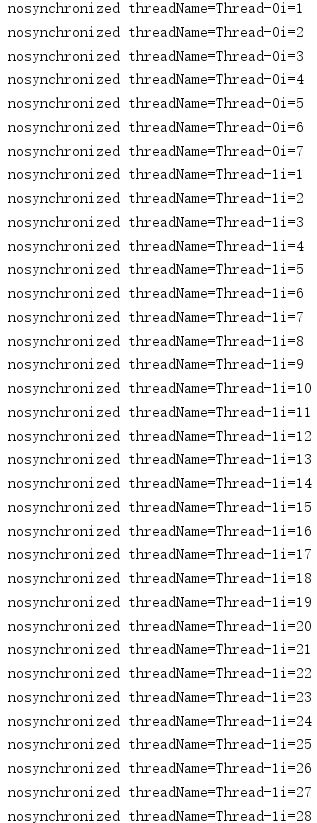 nosynchronized threadName=Thread-0i=1
nosynchronized threadName=Thread-0i=2
nosynchronized threadName=Thread-0i=3
nosynchronized threadName=Thread-0i=4
nosynchronized threadName=Thread-0i=5
nosynchronized threadName=Thread-0i=6
nosynchronized threadName=Thread-0i=7
nosynchronized threadName=Thread-1i=1
nosynchronized threadName=Thread-1i=2
nosynchronized threadName=Thread-1i=3
nosynchronized threadName=Thread-1i=4
nosynchronized threadName=Thread-1i=5
nosynchronized threadName=Thread-1i=6
nosynchronized threadName=Thread-1i=7
nosynchronized threadName=Thread-1i=8
nosynchronized threadName=Thread-1i=9
nosynchronized threadName=Thread-1i=10
nosynchronized threadName=Thread-1i=11
nosynchronized threadName=Thread-1i=12
nosynchronized threadName=Thread-1i=13
nosynchronized threadName=Thread-1i=14
nosynchronized threadName=Thread-1i=15
nosynchronized threadName=Thread-1i=16
nosynchronized threadName=Thread-1i=17
nosynchronized threadName=Thread-1i=18
nosynchronized threadName=Thread-1i=19
nosynchronized threadName=Thread-1i=20
nosynchronized threadName=Thread-1i=21
nosynchronized threadName=Thread-1i=22
nosynchronized threadName=Thread-1i=23
nosynchronized threadName=Thread-1i=24
nosynchronized threadName=Thread-1i=25
nosynchronized threadName=Thread-1i=26
nosynchronized threadName=Thread-1i=27
nosynchronized threadName=Thread-1i=28